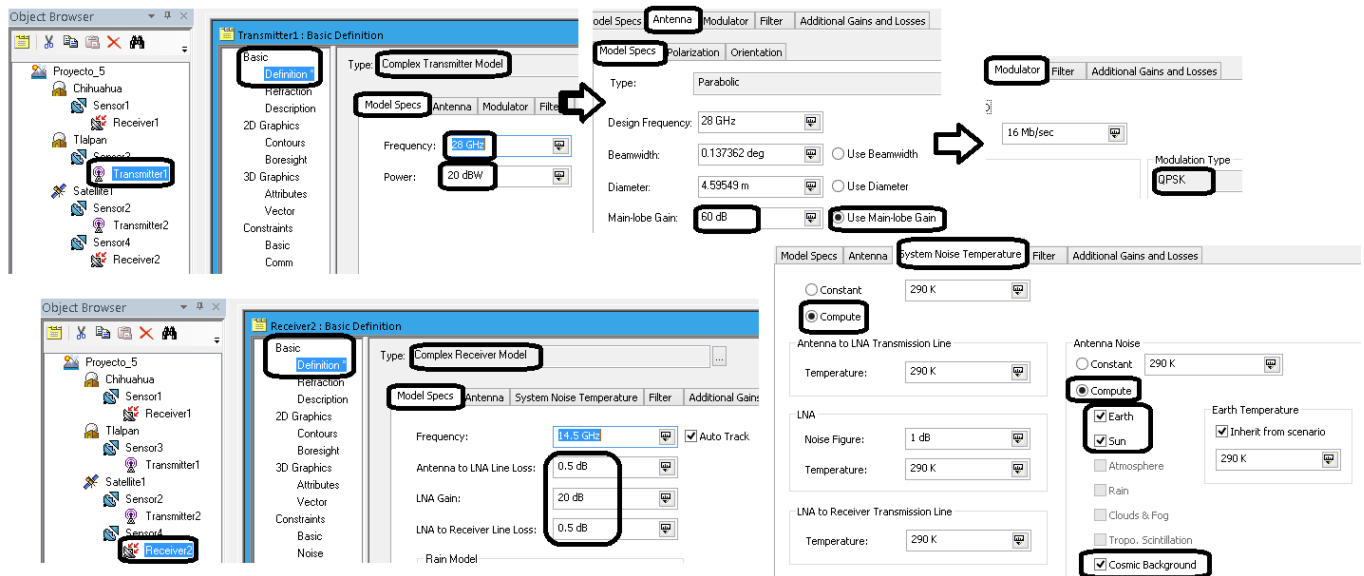 Object Browser
Proyecto_5
Chihuahua
Sensor1
Receiver1
Tlalpan
Sensor3
Transmitter1
Satellite1
Sensor2
Transmitter2
Sensor4
Receiver2
Transmitter1 : Basic Definition
Basic
Definition *
Refraction
Description
2D Graphics
Contours
Boresight
3D Graphics
Attributes
Vector
Constraints
Basic
Comm
Type: Complex Transmitter Model
Model Specs Antenna Modulator Filte
Frequency: 28 GHz
Power: 20 dBW
odel Specs Antenna Modulator Filter Additional Gains and Losses
Model Specs Polarization Orientation
Type: Parabolic
Design Frequency: 28 GHz
Beamwidth: 0.137362 deg Use Beamwidth
Diameter: 4.59549 m Use Diameter
Main-lobe Gain: 60 dB Use Main-lobe Gain
Modulator Filter Additional Gains and Losses
16 Mb/sec
Modulation Type
QPSK
Object Browser
Proyecto_5
Chihuahua
Sensor1
Receiver1
Tlalpan
Sensor3
Transmitter1
Satellite1
Sensor2
Transmitter2
Sensor4
Receiver2
Receiver2 : Basic Definition
Basic
Definition *
Refraction
Description
2D Graphics
Contours
Boresight
3D Graphics
Attributes
Vector
Constraints
Basic
Noise
Type: Complex Receiver Model ...
Model Specs Antenna System Noise Temperature Filter Additional Gains
Frequency: 14.5 GHz Auto Track
Antenna to LNA Line Loss: 0.5 dB
LNA Gain: 20 dB
LNA to Receiver Line Loss: 0.5 dB
Rain Model
Model Specs Antenna System Noise Temperature Filter Additional Gains and Losses
Constant 290 K
Compute
Antenna to LNA Transmission Line
Temperature: 290 K
LNA
Noise Figure: 1 dB
Temperature: 290 K
LNA to Receiver Transmission Line
Temperature: 290 K
Antenna Noise
Constant 290 K
Compute
Earth
Sun
Atmosphere
Rain
Clouds & Fog
Tropo. Scintillation
Cosmic Background
Earth Temperature
Inherit from scenario
290 K